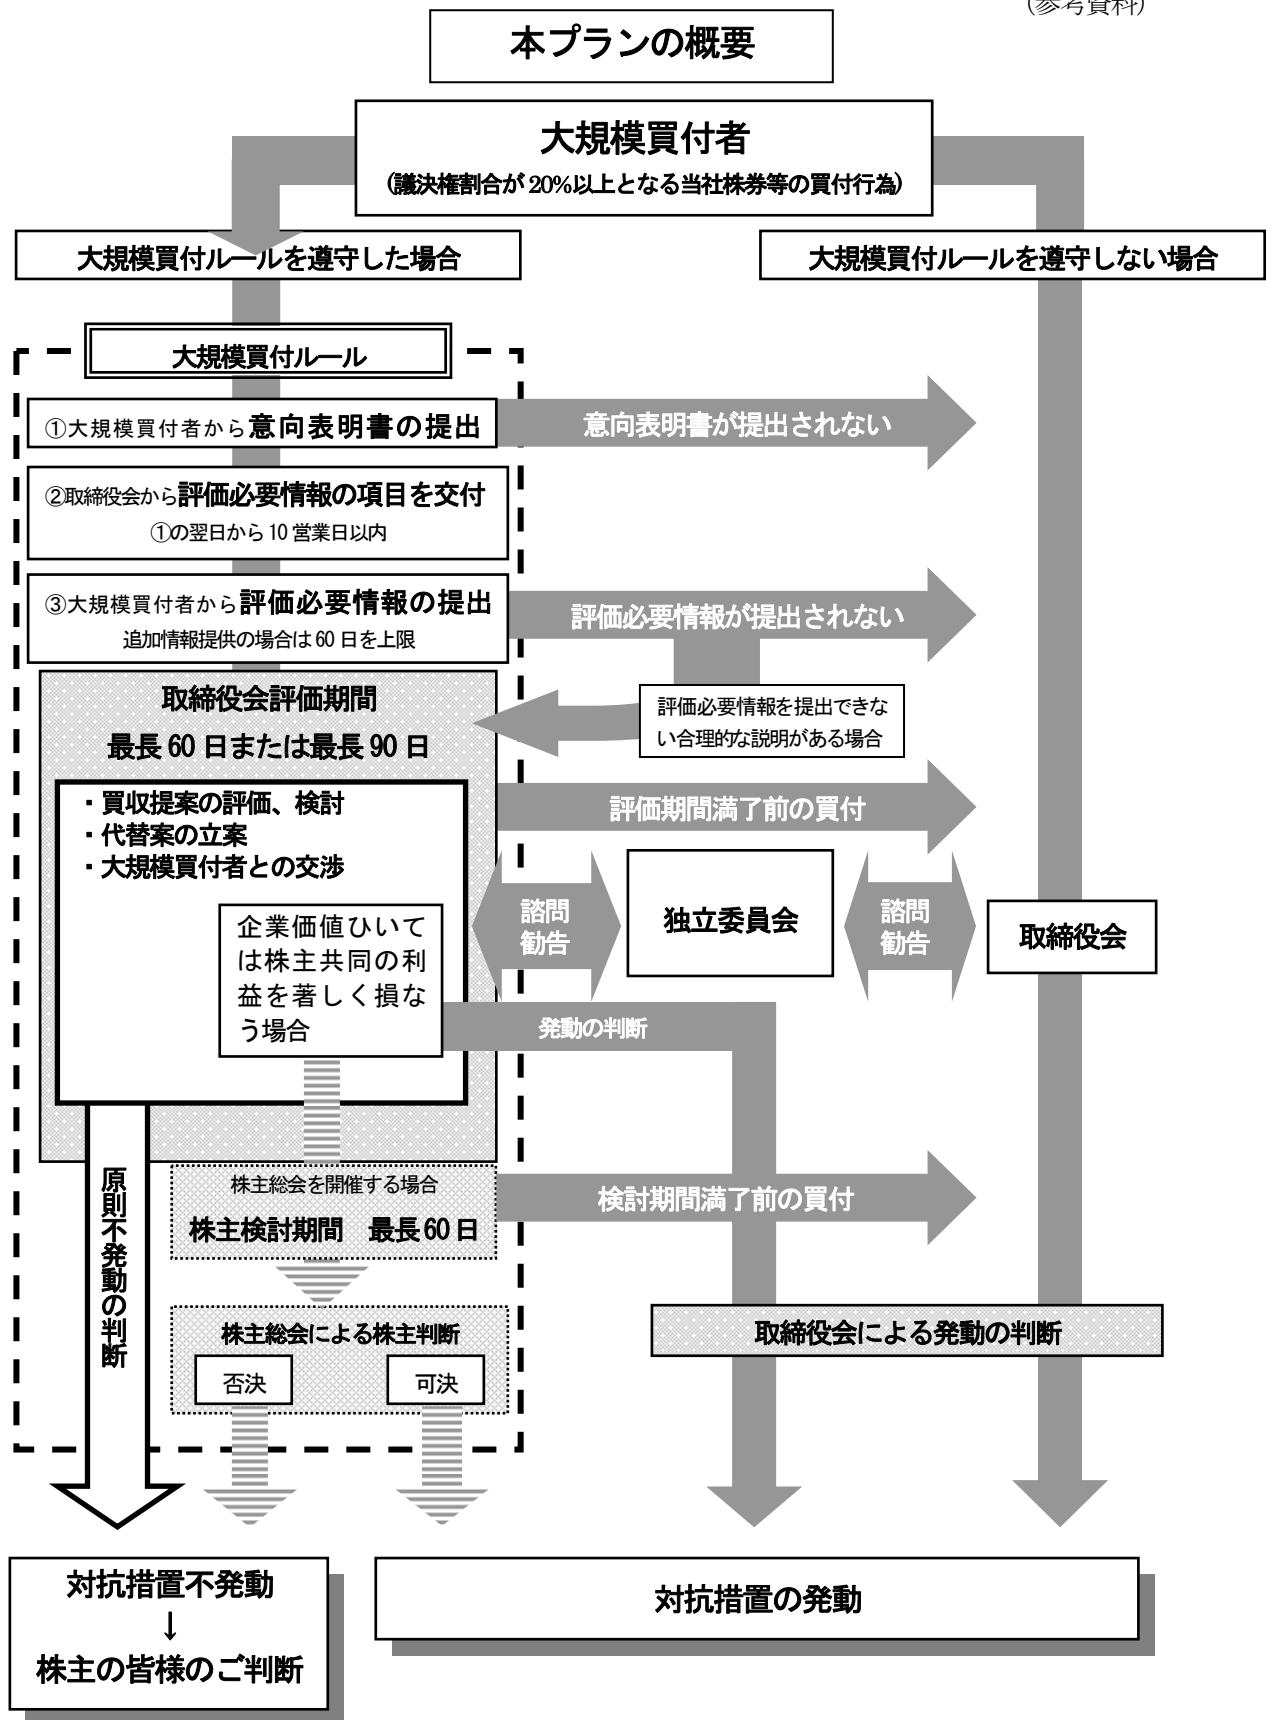 (参考資料)
本プランの概要
大規模買付者
(議決権割合が20%以上となる当社株券等の買付行為)
大規模買付ルールを遵守した場合
大規模買付ルールを遵守しない場合
大規模買付ルール
①大規模買付者から意向表明書の提出
意向表明書が提出されない
②取締役会から評価必要情報の項目を交付
①の翌日から10営業日以内
③大規模買付者から評価必要情報の提出
追加情報提供の場合は60日を上限
評価必要情報が提出されない
取締役会評価期間
最長60日または最長90日
評価必要情報を提出できな
い合理的な説明がある場合
・買収提案の評価、検討
・代替案の立案
・大規模買付者との交渉
評価期間満了前の買付
企業価値ひいて
は株主共同の利
益を著しく損な
う場合
諮問
勧告
独立委員会
諮問
勧告
取締役会
発動の判断
原則不発動の判断
株主総会を開催する場合
株主検討期間 最長60日
検討期間満了前の買付
株主総会による株主判断
否決
可決
取締役会による発動の判断
対抗措置不発動
↓
株主の皆様のご判断
対抗措置の発動